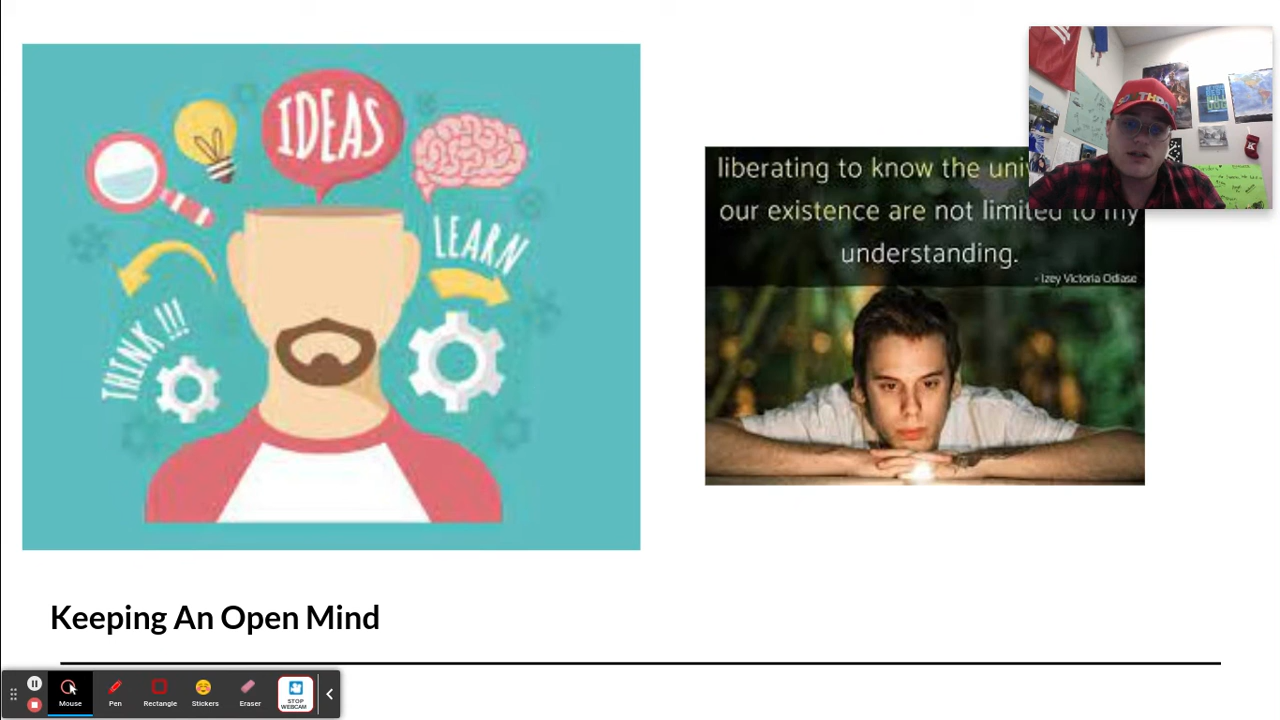 IDEAS
LEARN
THINK !!!
liberating to know the
our existence are not limited to my
understanding.
- Izey Victoria Odiase
Keeping An Open Mind
Mouse
Pen
Rectangle
Stickers
Eraser
STOP
WEBCAM